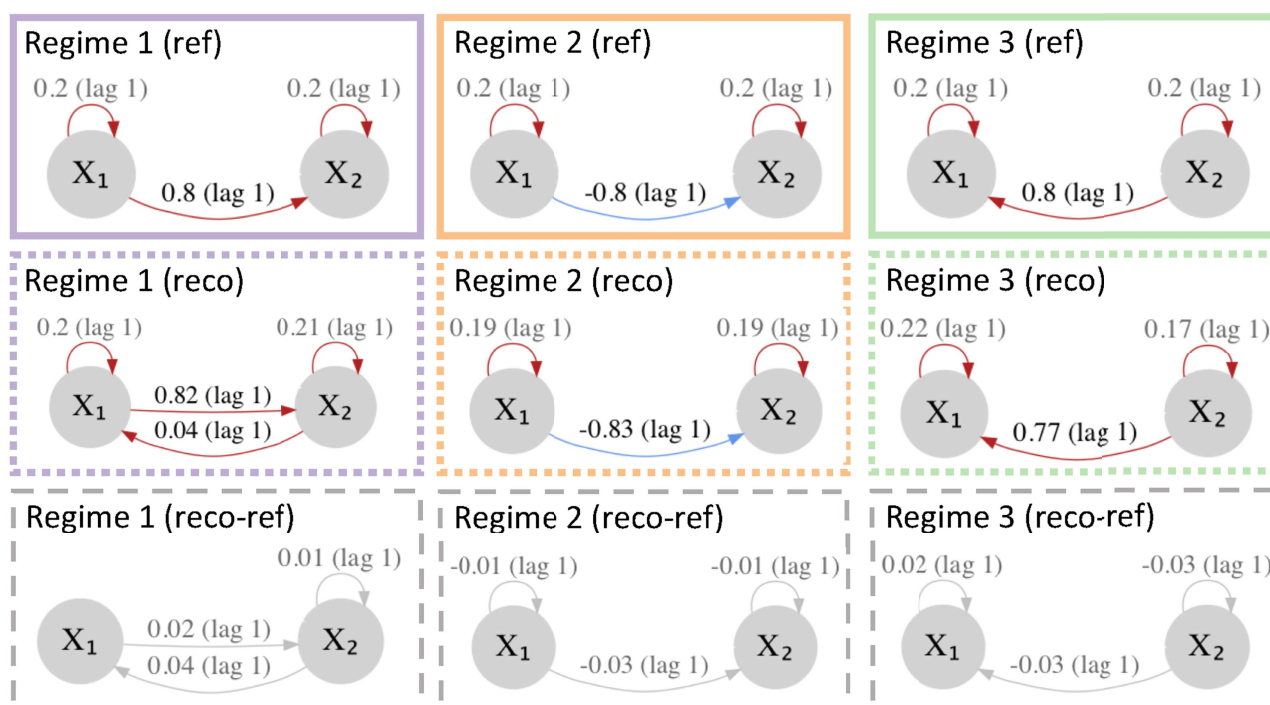 Regime 1 (ref)
0.2 (lag 1)
0.2 (lag 1)
X₁
X₂
0.8 (lag 1)
Regime 2 (ref)
0.2 (lag 1)
0.2 (lag 1)
X₁
X₂
-0.8 (lag 1)
Regime 3 (ref)
0.2 (lag 1)
0.2 (lag 1)
X₁
X₂
0.8 (lag 1)
Regime 1 (reco)
0.2 (lag 1)
0.21 (lag 1)
X₁
X₂
0.82 (lag 1)
0.04 (lag 1)
Regime 2 (reco)
0.19 (lag 1)
0.19 (lag 1)
X₁
X₂
-0.83 (lag 1)
Regime 3 (reco)
0.22 (lag 1)
0.17 (lag 1)
X₁
X₂
0.77 (lag 1)
Regime 1 (reco-ref)
0.01 (lag 1)
X₁
X₂
0.02 (lag 1)
0.04 (lag 1)
Regime 2 (reco-ref)
-0.01 (lag 1)
-0.01 (lag 1)
X₁
X₂
-0.03 (lag 1)
Regime 3 (reco-ref)
0.02 (lag 1)
-0.03 (lag 1)
X₁
X₂
-0.03 (lag 1)